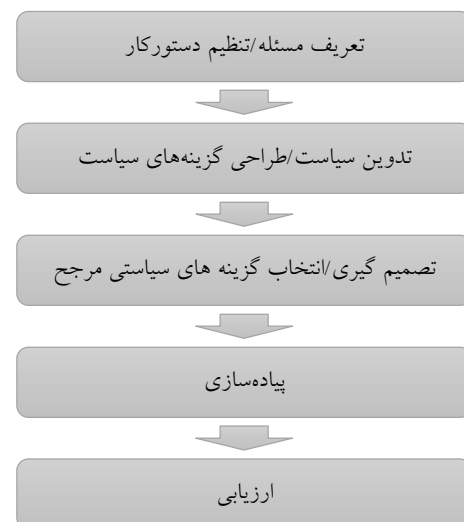 تعریف مسئله/تنظیم دستورکار
تدوین سیاست/طراحی گزینه‌های سیاست
تصمیم گیری/انتخاب گزینه های سیاستی مرجح
پیاده‌سازی
ارزیابی